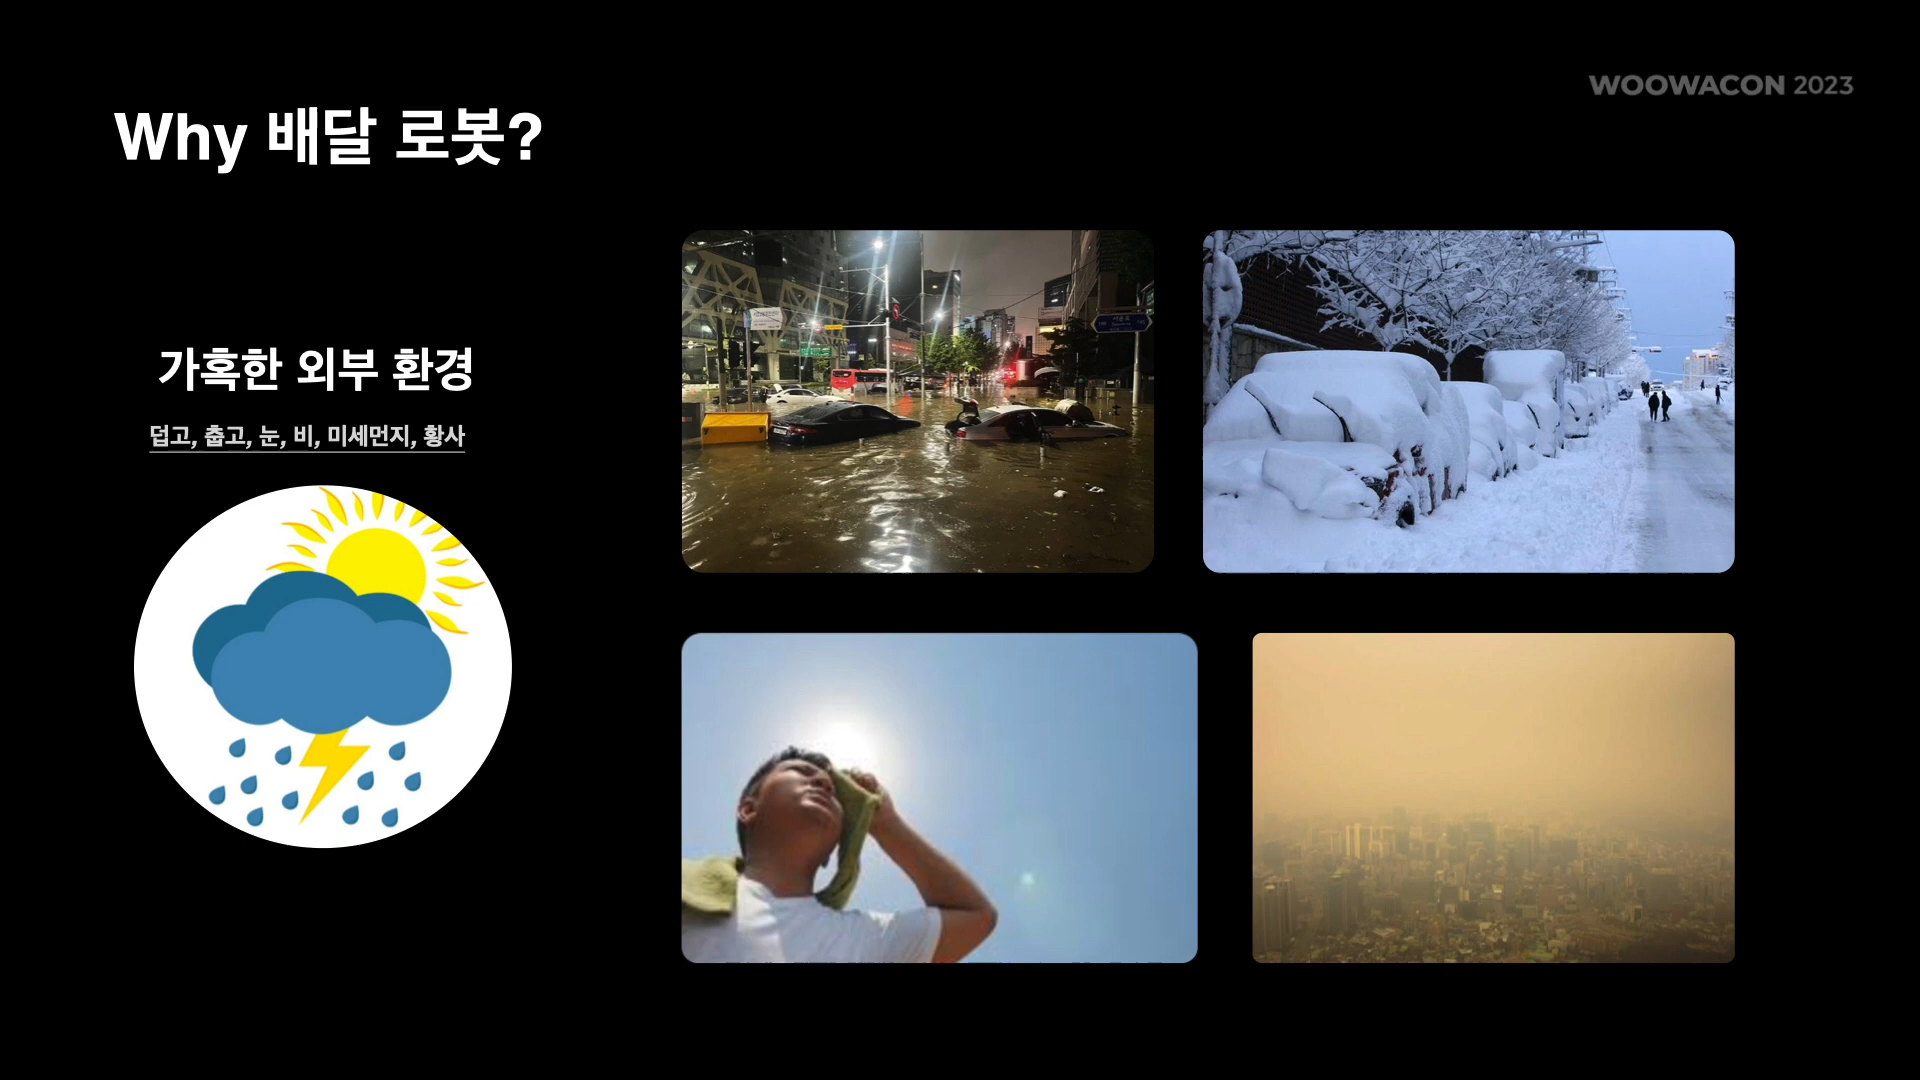 WOOWACON 2023
Why 배달 로봇?
가혹한 외부 환경
덥고, 춥고, 눈, 비, 미세먼지, 황사